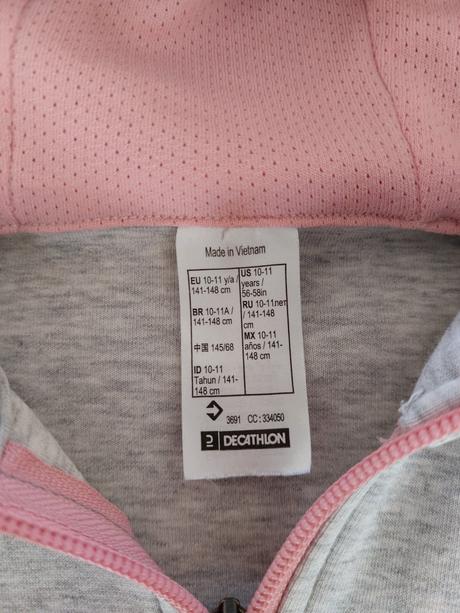 Made in Vietnam
EU 10-11 y/a /
141-148 cm
BR 10-11A /
141-148 cm
中国 145/68
ID 10-11
Tahun / 141-
148 cm
US 10-11
years /
56-58in
RU 10-11лет
/ 141-148
cm
MX 10-11
años / 141-
148 cm
3691 CC:334050
DECATHLON